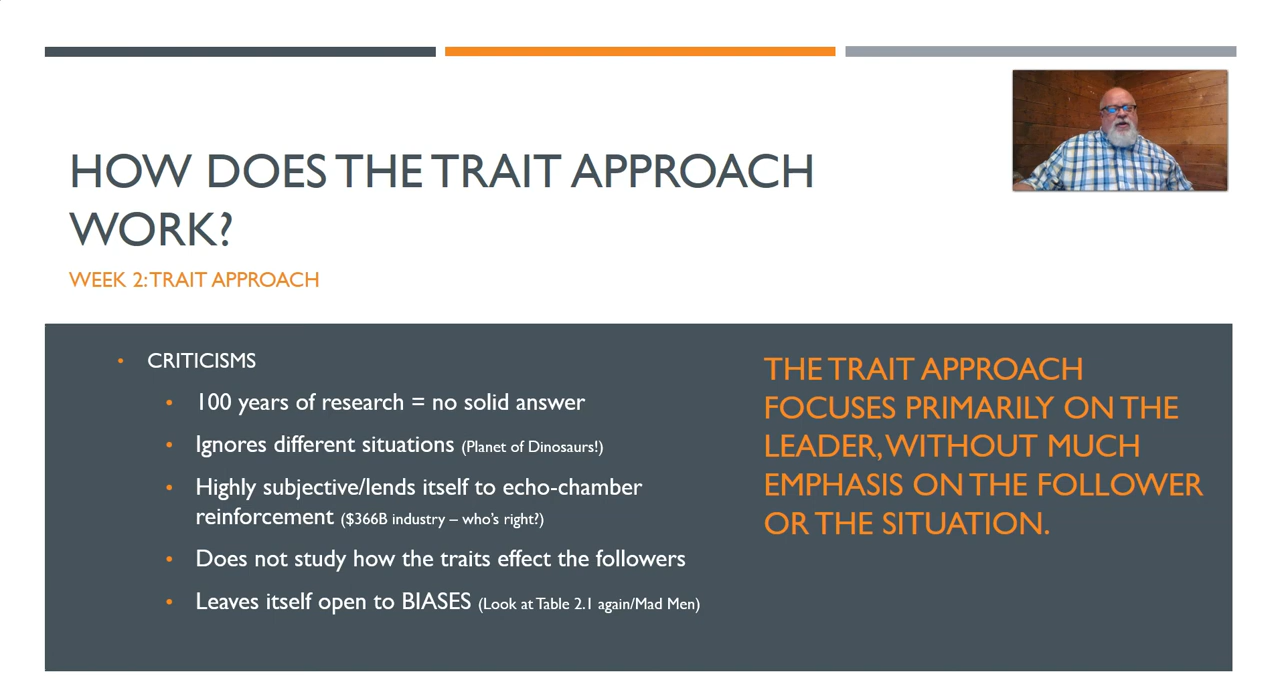 HOW DOES THE TRAIT APPROACH
WORK?
WEEK 2: TRAIT APPROACH
• CRITICISMS
• 100 years of research = no solid answer
• Ignores different situations (Planet of Dinosaurs!)
• Highly subjective/lends itself to echo-chamber
reinforcement ($366B industry – who's right?)
• Does not study how the traits effect the followers
• Leaves itself open to BIASES (Look at Table 2.1 again/Mad Men)
THE TRAIT APPROACH
FOCUSES PRIMARILY ON THE
LEADER, WITHOUT MUCH
EMPHASIS ON THE FOLLOWER
OR THE SITUATION.